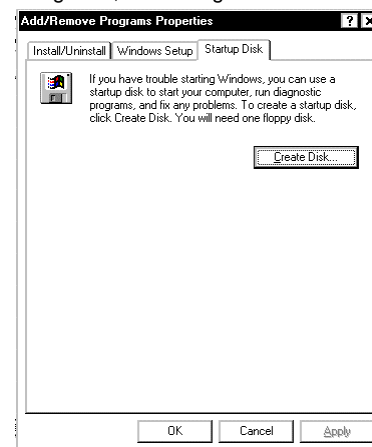 Add/Remove Programs Properties
Install/Uninstall Windows Setup Startup Disk
If you have trouble starting Windows, you can use a
startup disk to start your computer, run diagnostic
programs, and fix any problems. To create a startup disk,
click Create Disk. You will need one floppy disk.
Create Disk...
OK Cancel Apply